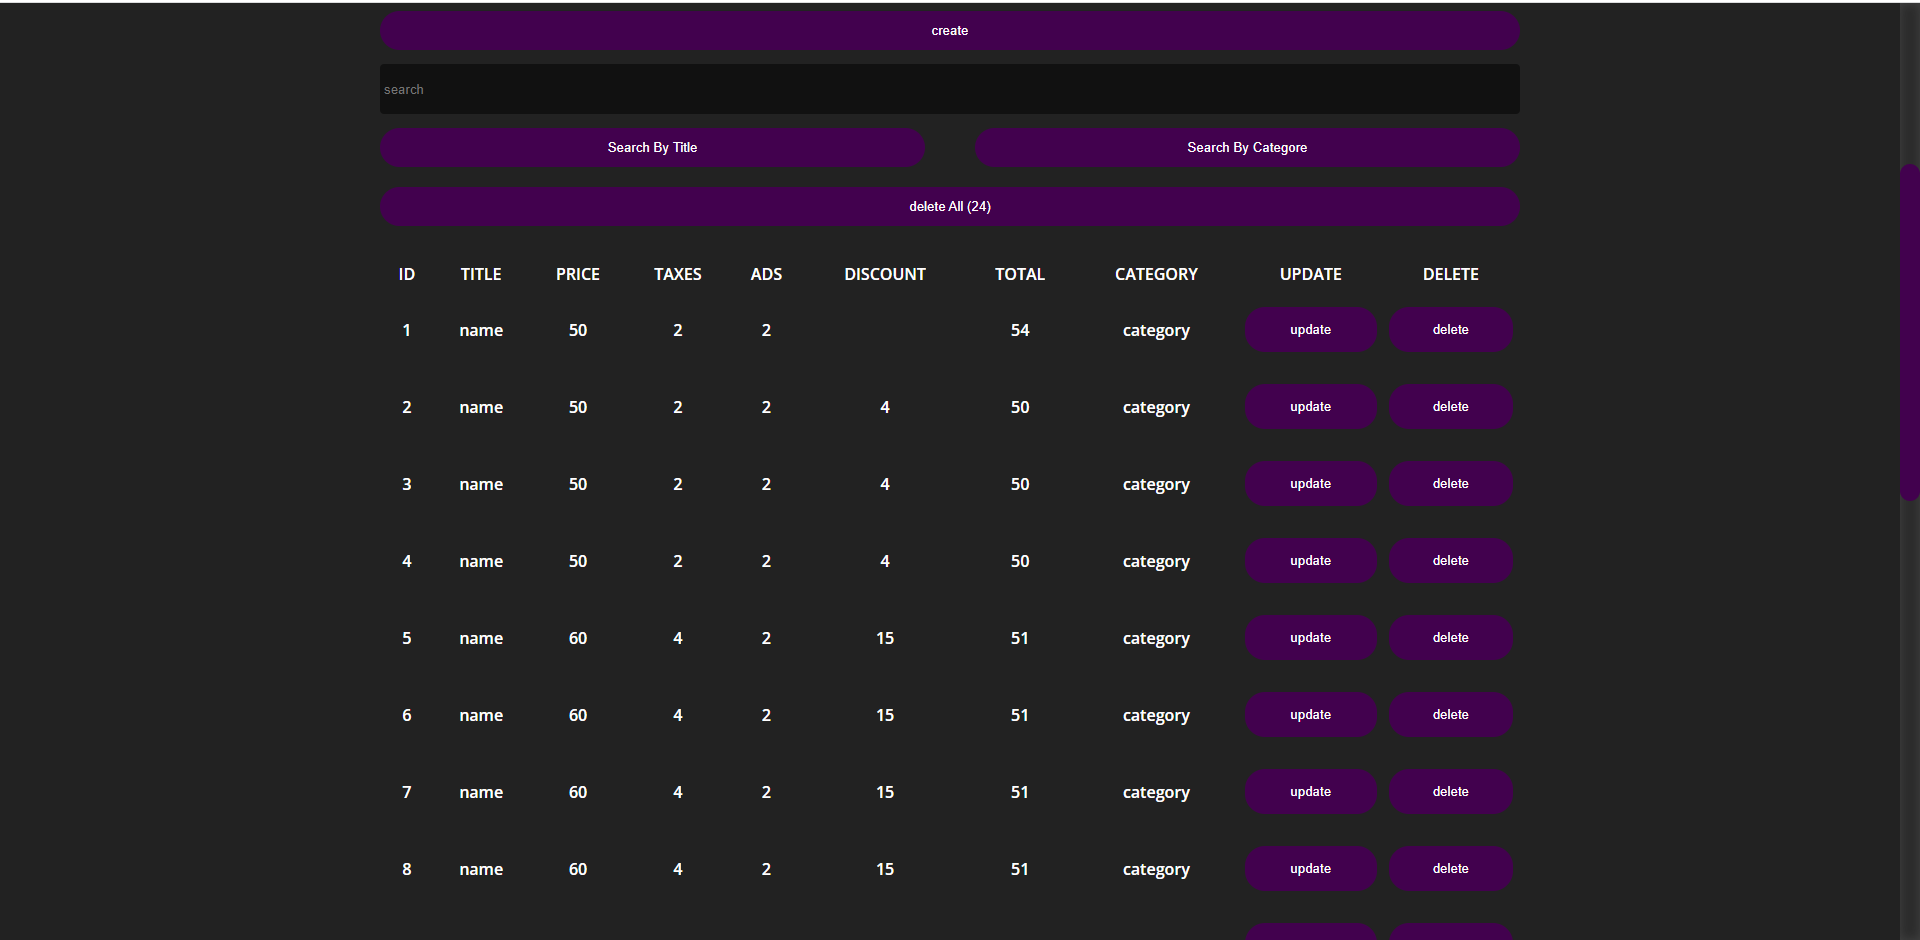 create
search
Search By Title Search By Categore
delete All (24)
ID TITLE PRICE TAXES ADS DISCOUNT TOTAL CATEGORY UPDATE DELETE
1 name 50 2 2 54 category update delete
2 name 50 2 2 4 50 category update delete
3 name 50 2 2 4 50 category update delete
4 name 50 2 2 4 50 category update delete
5 name 60 4 2 15 51 category update delete
6 name 60 4 2 15 51 category update delete
7 name 60 4 2 15 51 category update delete
8 name 60 4 2 15 51 category update delete